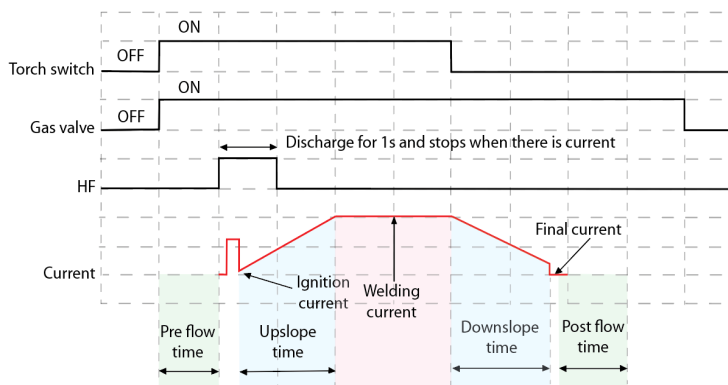 ON
OFF
Torch switch
ON
OFF
Gas valve
Discharge for 1s and stops when there is current
HF
Final current
Current
Ignition
current
Welding
current
Pre flow
time
Upslope
time
Downslope
time
Post flow
time